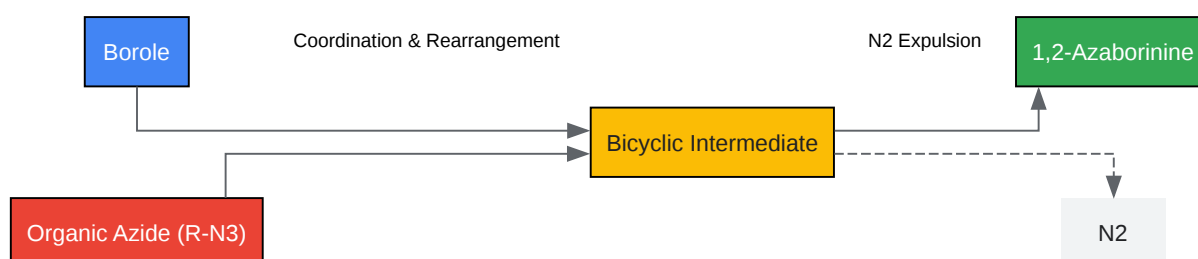 Borole
Coordination & Rearrangement
N2 Expulsion
1,2-Azaborinine
Bicyclic Intermediate
Organic Azide (R-N3)
N2